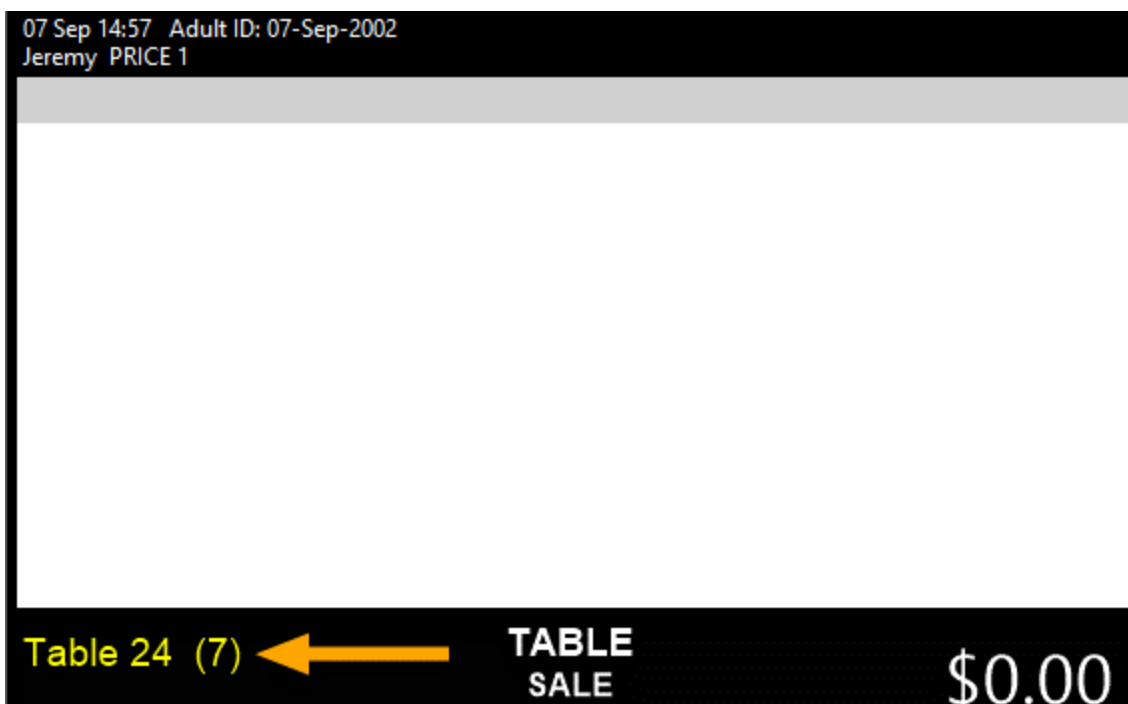 07 Sep 14:57 Adult ID: 07-Sep-2002
Jeremy PRICE 1
Table 24 (7)
TABLE
SALE
$0.00